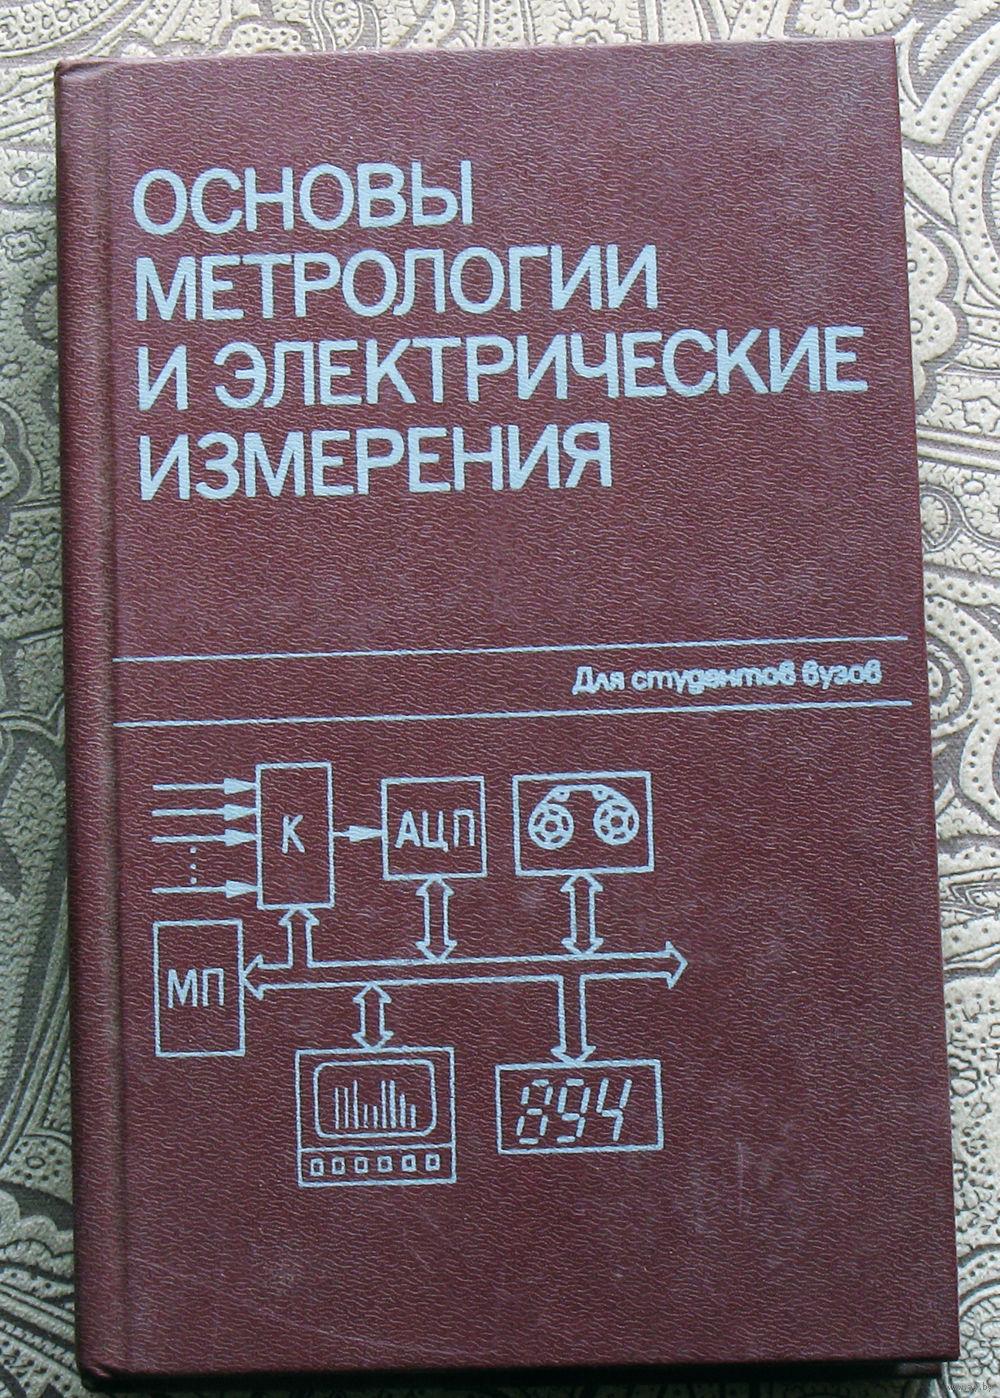 ОСНОВЫ
МЕТРОЛОГИИ
И ЭЛЕКТРИЧЕСКИЕ
ИЗМЕРЕНИЯ
Для студентов вузов
К
АЦП
МП
894